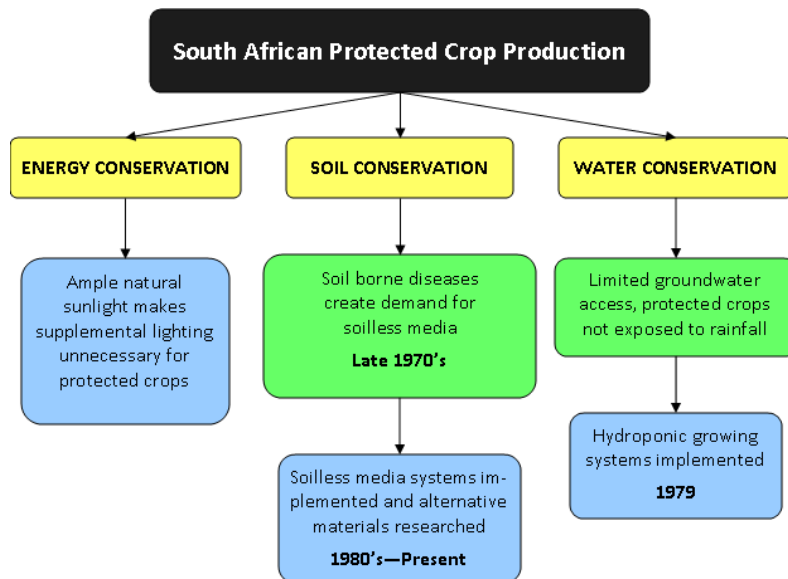 South African Protected Crop Production
ENERGY CONSERVATION
Ample natural
sunlight makes
supplemental lighting
unnecessary for
protected crops
SOIL CONSERVATION
Soil borne diseases
create demand for
soilless media
Late 1970's
Soilless media systems im-
plemented and alternative
materials researched
1980's—Present
WATER CONSERVATION
Limited groundwater
access, protected crops
not exposed to rainfall
Hydroponic growing
systems implemented
1979